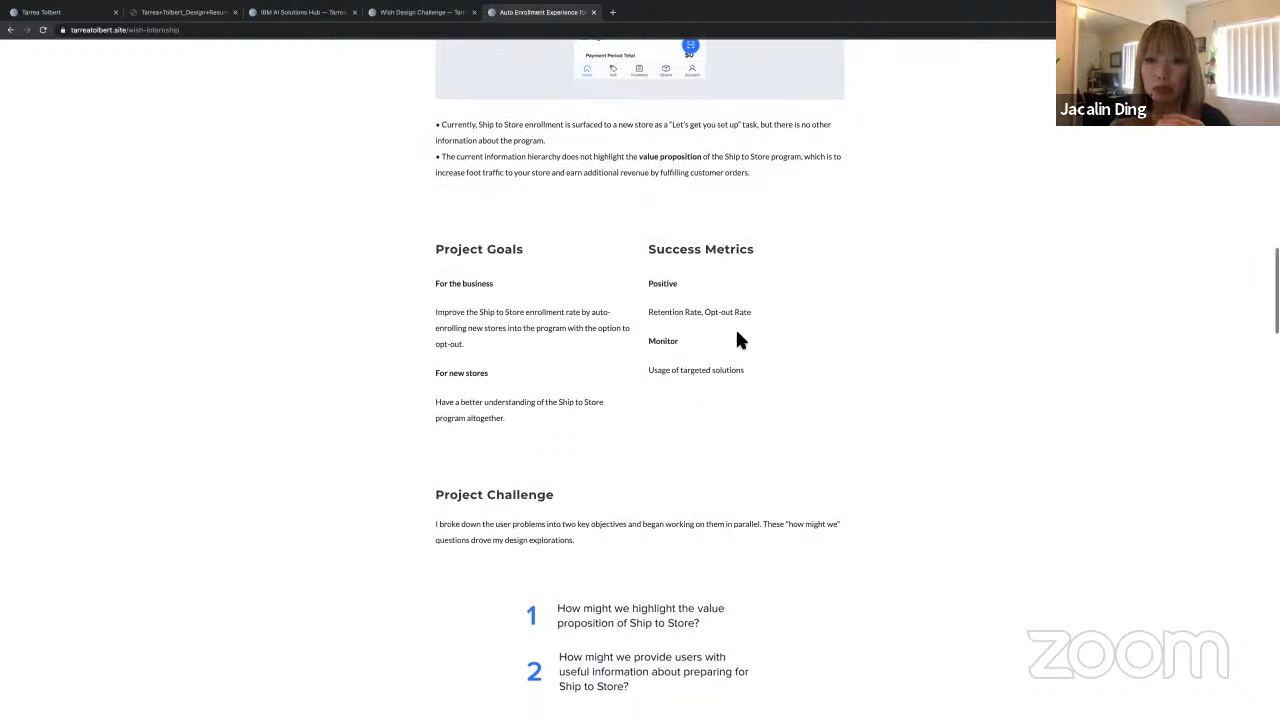 Tarrea Tolbert
Tarrea+Tolbert_Design+Resum
IBM AI Solutions Hub — Tarrea
Wish Design Challenge — Tarr
Auto Enrollment Experience fo
tarreatolbert.site/wish-internship
Jacalin Ding
Payment Period Total $0
Home Sell Inventory Orders Account
• Currently, Ship to Store enrollment is surfaced to a new store as a “Let’s get you set up” task, but there is no other
information about the program.
• The current information hierarchy does not highlight the value proposition of the Ship to Store program, which is to
increase foot traffic to your store and earn additional revenue by fulfilling customer orders.
Project Goals
For the business
Improve the Ship to Store enrollment rate by auto-
enrolling new stores into the program with the option to
opt-out.
For new stores
Have a better understanding of the Ship to Store
program altogether.
Success Metrics
Positive
Retention Rate, Opt-out Rate
Monitor
Usage of targeted solutions
Project Challenge
I broke down the user problems into two key objectives and began working on them in parallel. These “how might we”
questions drove my design explorations.
1 How might we highlight the value
proposition of Ship to Store?
2 How might we provide users with
useful information about preparing for
Ship to Store?
zoom